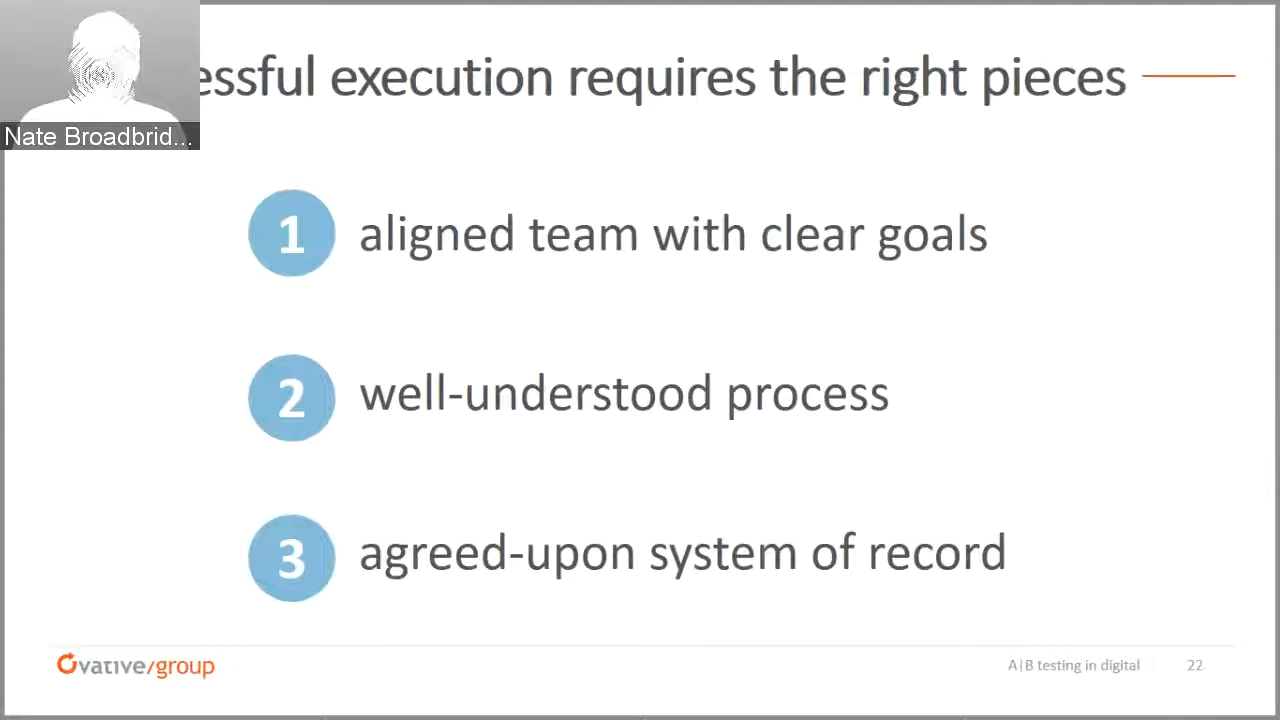 essful execution requires the right pieces
Nate Broadbrid...
1 aligned team with clear goals
2 well-understood process
3 agreed-upon system of record
Ovative/group
A|B testing in digital
22